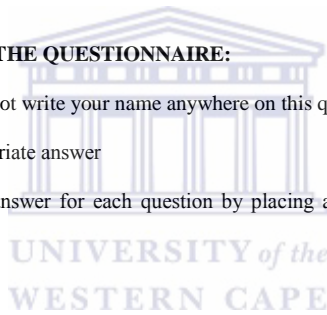 THE QUESTIONNAIRE:
ot write your name anywhere on this q
riate answer
nswer for each question by placing a
UNIVERSITY of the
WESTERN CAPE